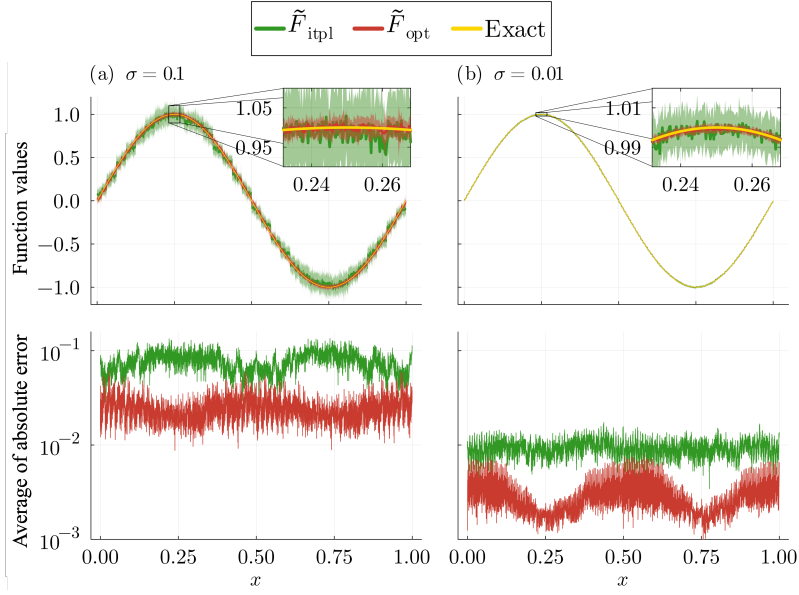 F̃itpl F̃opt Exact
(a) σ = 0.1
(b) σ = 0.01
1.05
0.95
0.24 0.26
1.01
0.99
0.24 0.26
Function values
1.0
0.5
0.0
−0.5
−1.0
Average of absolute error
10⁻¹
10⁻²
10⁻³
0.00 0.25 0.50 0.75 1.00
x
0.00 0.25 0.50 0.75 1.00
x